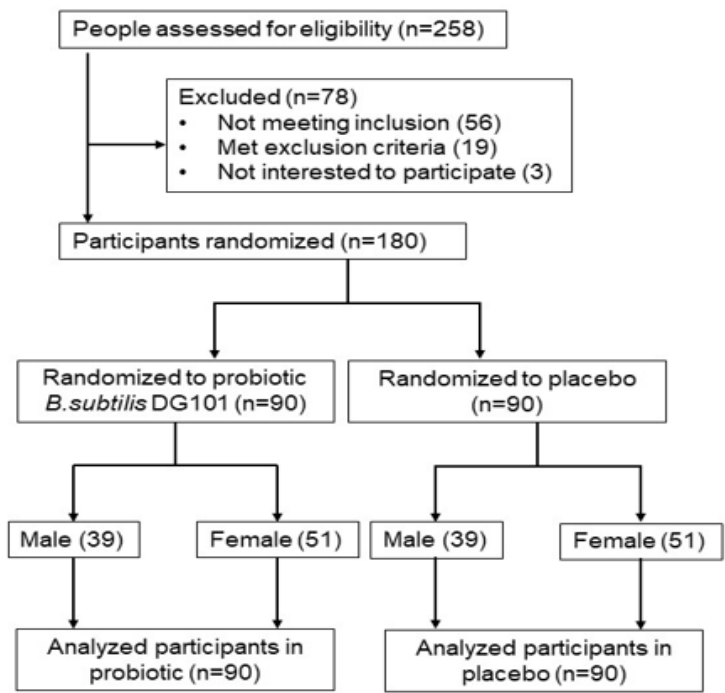 People assessed for eligibility (n=258)
Excluded (n=78)
• Not meeting inclusion (56)
• Met exclusion criteria (19)
• Not interested to participate (3)
Participants randomized (n=180)
Randomized to probiotic
B.subtilis DG101 (n=90)
Randomized to placebo
(n=90)
Male (39)
Female (51)
Male (39)
Female (51)
Analyzed participants in
probiotic (n=90)
Analyzed participants in
placebo (n=90)